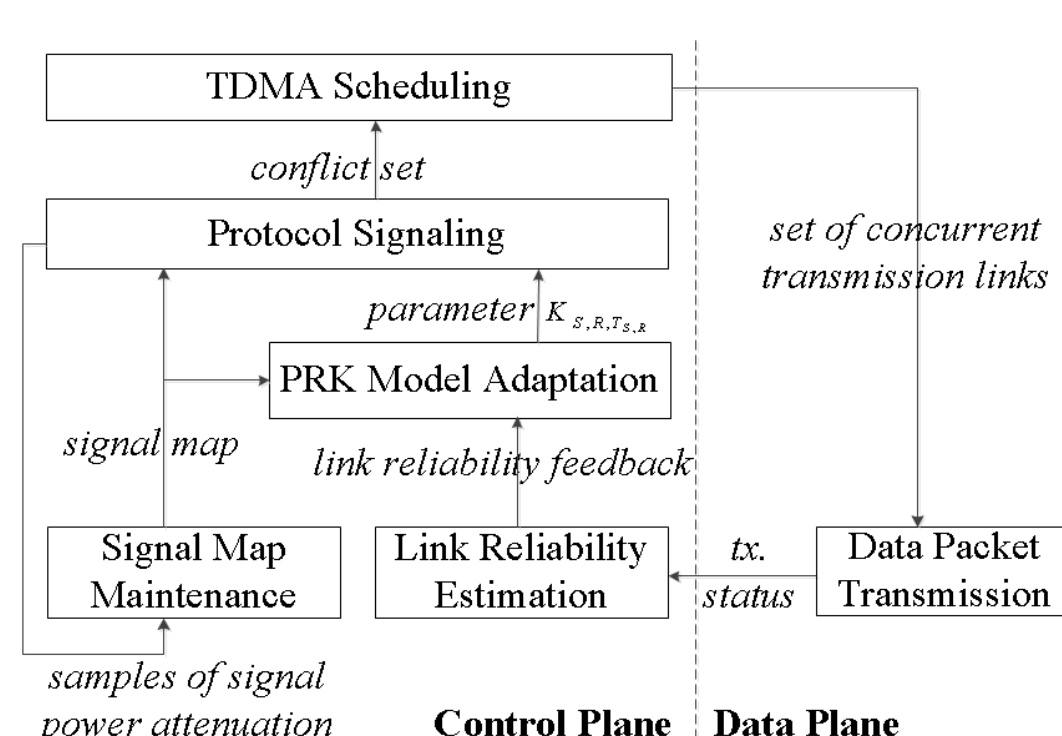 TDMA Scheduling
conflict set
Protocol Signaling
set of concurrent
transmission links
parameter K S,R,T S,R
PRK Model Adaptation
signal map
link reliability feedback
Signal Map
Maintenance
Link Reliability
Estimation
tx.
status
Data Packet
Transmission
samples of signal
power attenuation
Control Plane
Data Plane